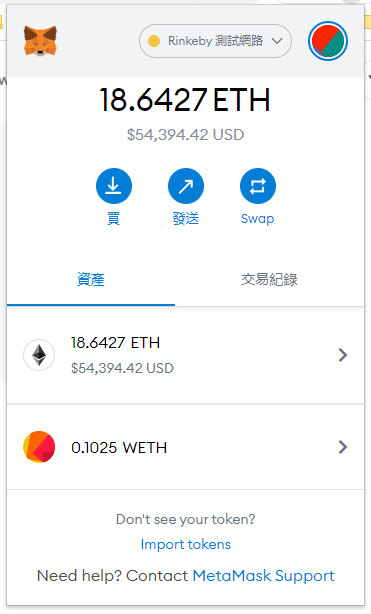 Rinkeby 測試網路
18.6427 ETH
$54,394.42 USD
買
發送
Swap
資產
交易紀錄
18.6427 ETH
$54,394.42 USD
0.1025 WETH
Don't see your token?
Import tokens
Need help? Contact MetaMask Support